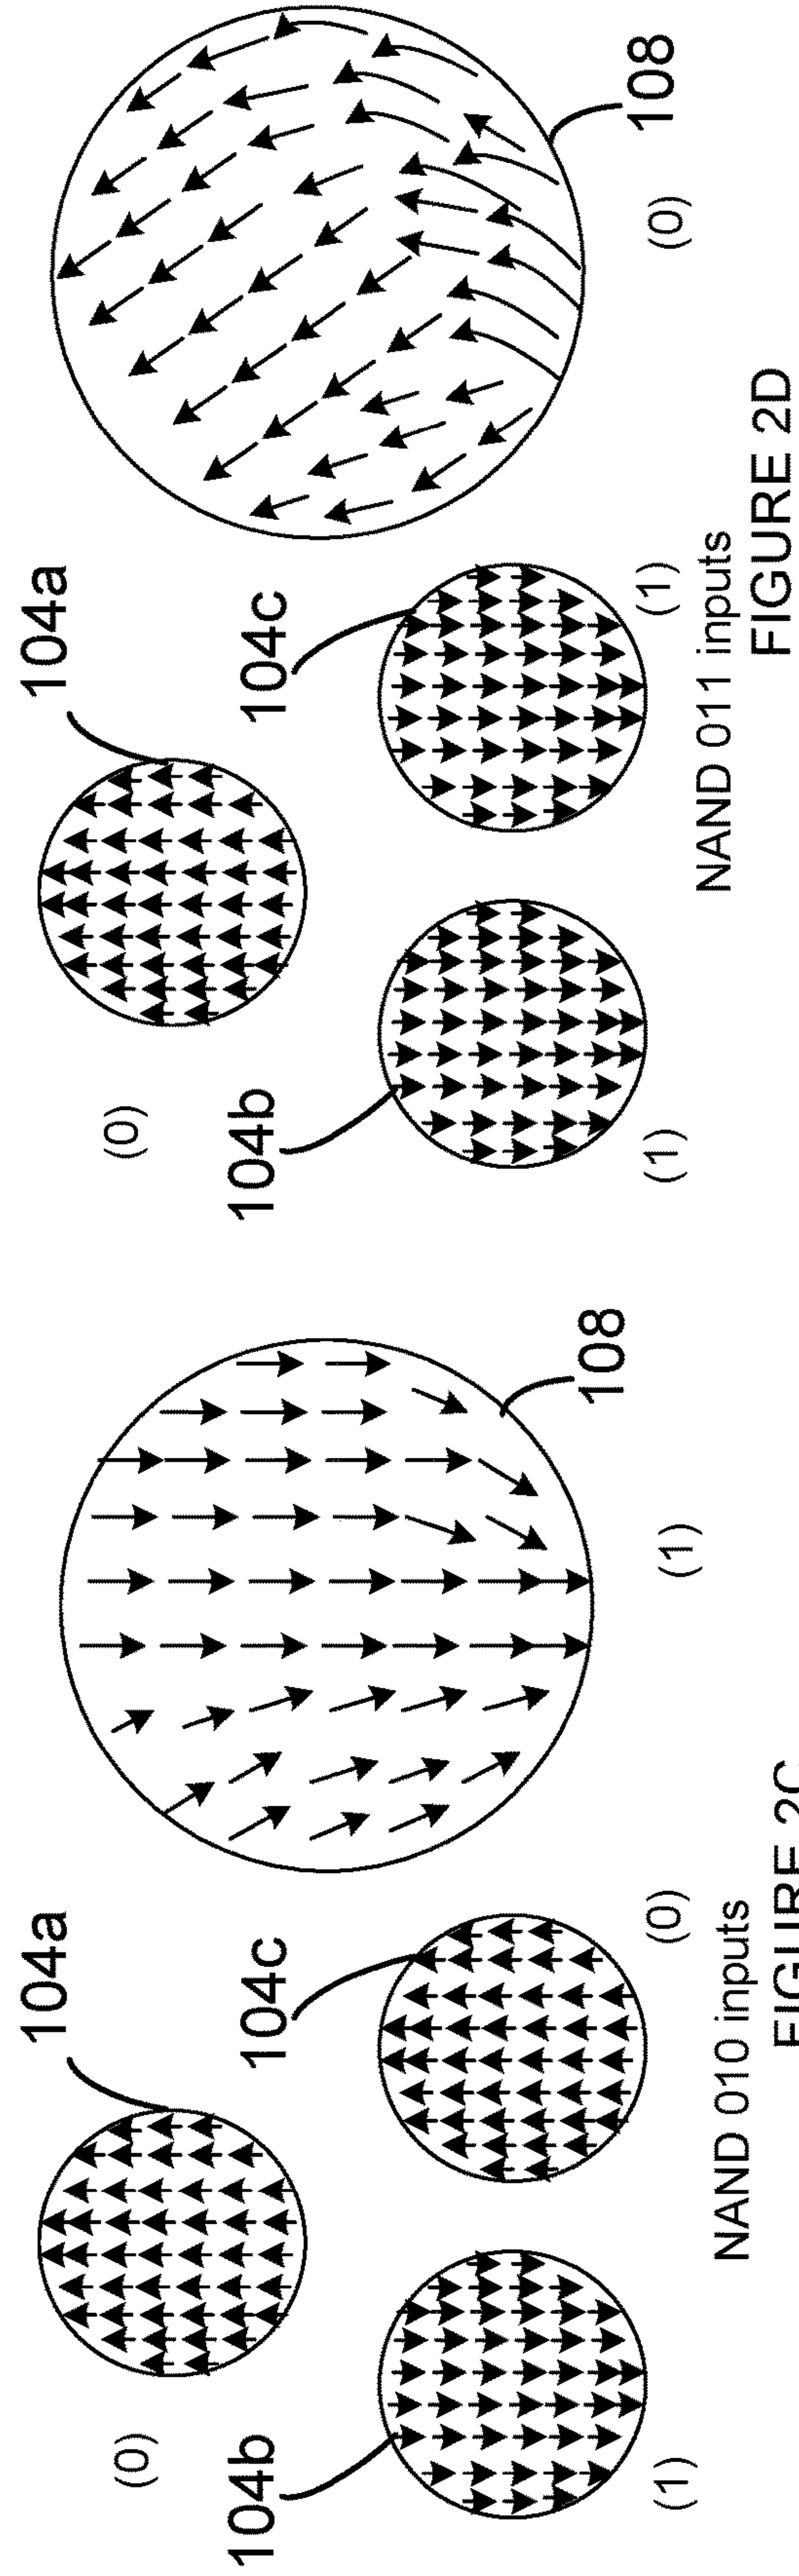 104a
(0)
104b
104c
108
(1)
(0)
(1)
NAND 010 inputs
FIGURE 2C
104a
(0)
104b
104c
108
(1)
(1)
(0)
NAND 011 inputs
FIGURE 2D